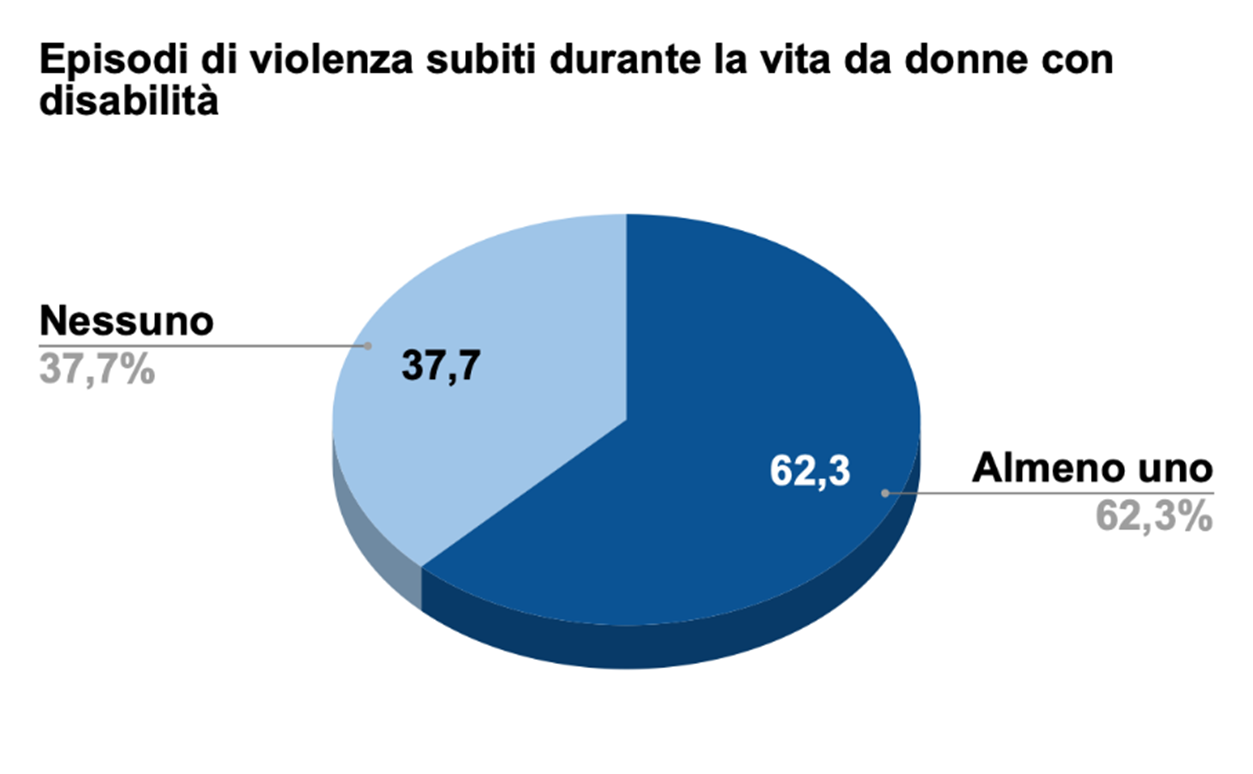 Episodi di violenza subiti durante la vita da donne con
disabilità
Nessuno
37,7%
37,7
62,3
Almeno uno
62,3%